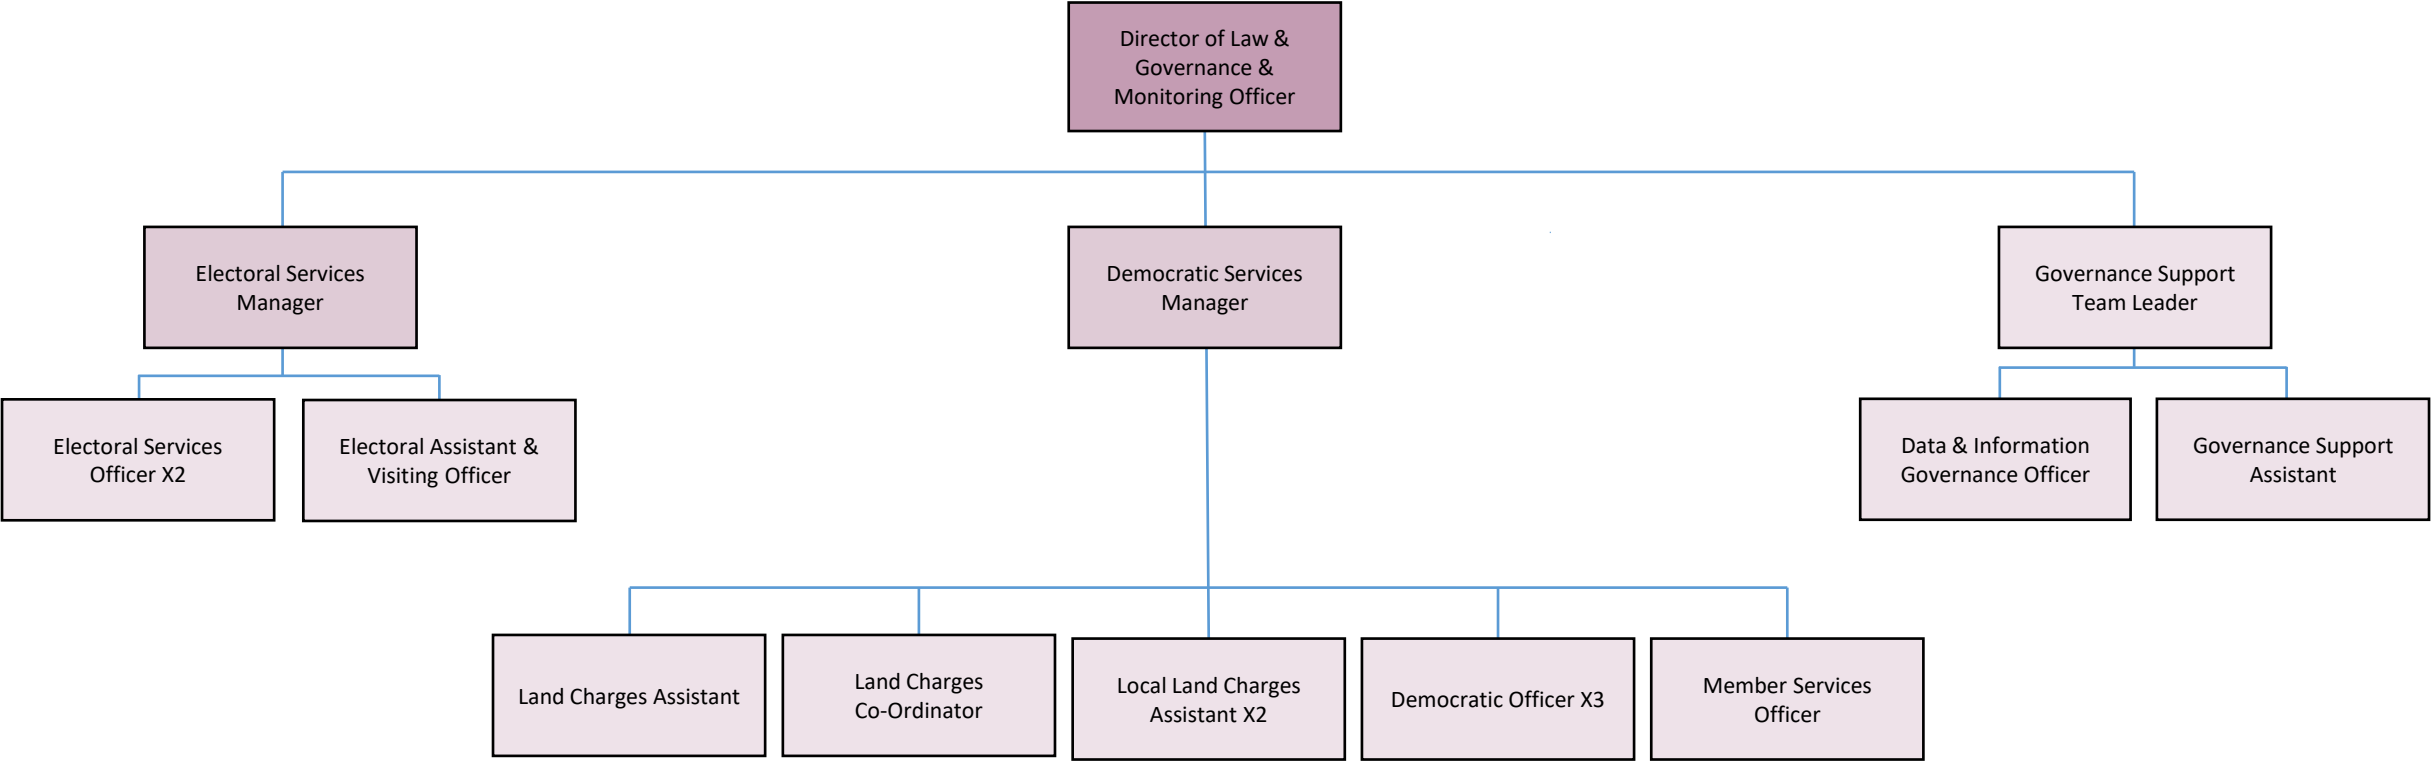 Director of Law &
Governance &
Monitoring Officer
Electoral Services
Manager
Democratic Services
Manager
Governance Support
Team Leader
Electoral Services
Officer X2
Electoral Assistant &
Visiting Officer
Data & Information
Governance Officer
Governance Support
Assistant
Land Charges Assistant
Land Charges
Co-Ordinator
Local Land Charges
Assistant X2
Democratic Officer X3
Member Services
Officer